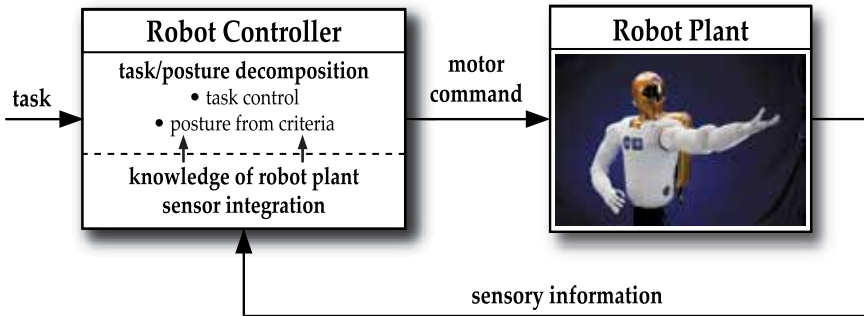 Robot Controller
task/posture decomposition
• task control
• posture from criteria
knowledge of robot plant
sensor integration
task
motor
command
Robot Plant
sensory information